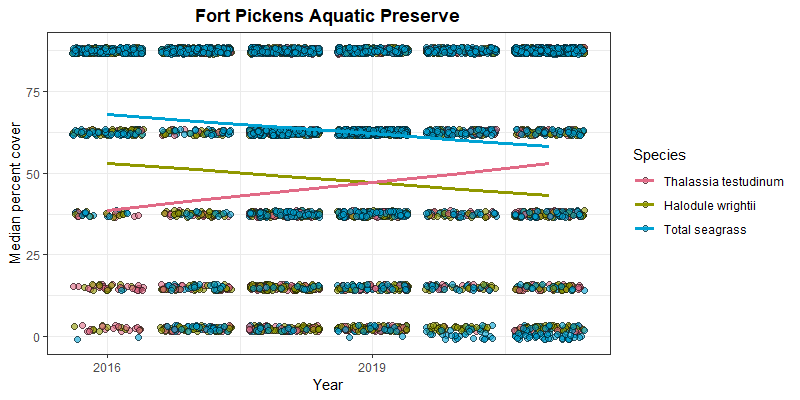 Fort Pickens Aquatic Preserve
Median percent cover
75
50
25
0
2016
2019
Year
Species
Thalassia testudinum
Halodule wrightii
Total seagrass